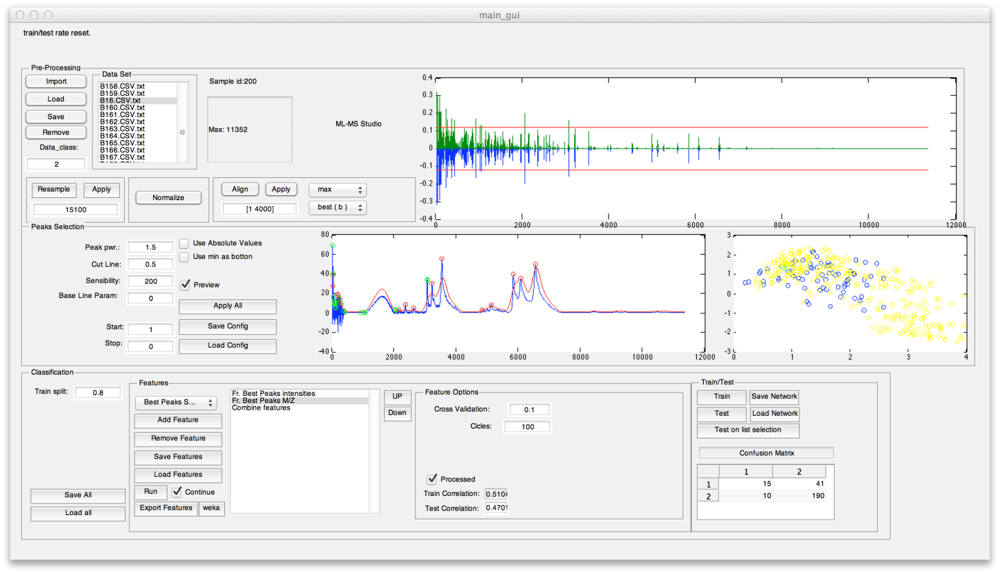 main_gui
train/test rate reset.
Pre-Processing
Import
Load
Save
Remove
Data_class:
2
Data Set
B158.CSV.txt
B159.CSV.txt
B16.CSV.txt
B160.CSV.txt
B161.CSV.txt
B162.CSV.txt
B163.CSV.txt
B164.CSV.txt
B165.CSV.txt
B166.CSV.txt
B167.CSV.txt
Sample id:200
Max: 11352
ML-MS Studio
Resample
Apply
15100
Normalize
Align
Apply
max
[1 4000]
best ( b )
0.4
0.3
0.2
0.1
0
-0.1
-0.2
-0.3
-0.4
0
2000
4000
6000
8000
10000
12000
Peaks Selection
Peak pwr.:
1.5
Cut Line:
0.5
Sensibility:
200
Base Line Param:
0
Start:
1
Stop:
0
Use Absolute Values
Use min as botton
Preview
Apply All
Save Config
Load Config
80
60
40
20
0
-20
-40
0
2000
4000
6000
8000
10000
12000
3
2
1
0
-1
-2
-3
0
1
2
3
4
Classification
Train split:
0.8
Save All
Load all
Features
Best Peaks S...
Add Feature
Remove Feature
Save Features
Load Features
Run
Continue
Export Features
weka
Fr. Best Peaks intensities
Fr. Best Peaks M/Z
Combine features
UP
Down
Feature Options
Cross Validation:
0.1
Cicles:
100
Processed
Train Correlation:
0.5104
Test Correlation:
0.4701
Train/Test
Train
Save Network
Test
Load Network
Test on list selection
Confusion Matrix
1 2
1 15 41
2 10 190